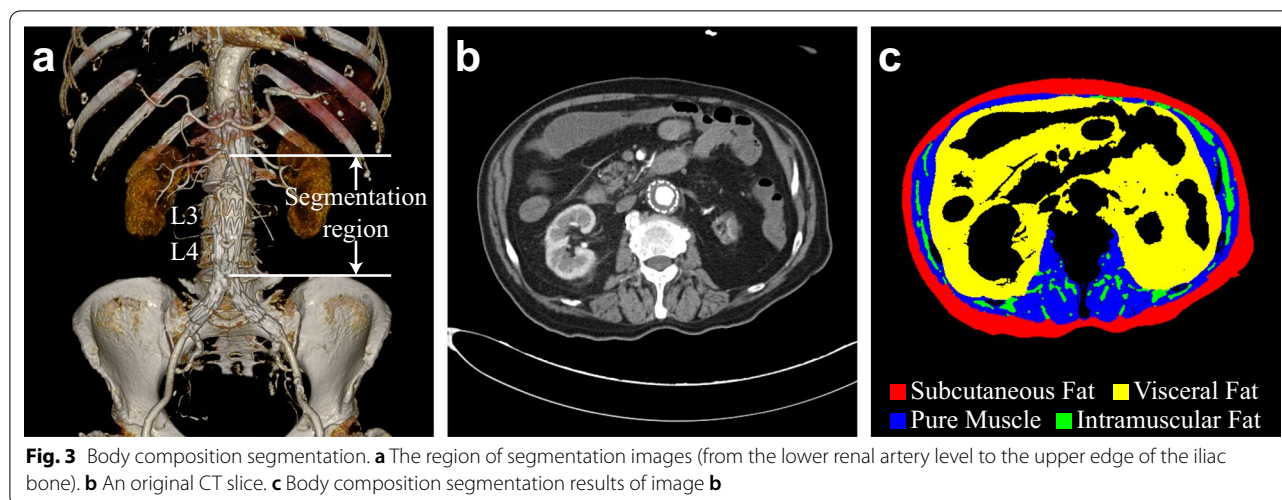 a
b
c
Segmentation
region
L3
L4
Subcutaneous Fat
Visceral Fat
Pure Muscle
Intramuscular Fat
Fig. 3 Body composition segmentation. a The region of segmentation images (from the lower renal artery level to the upper edge of the iliac
bone). b An original CT slice. c Body composition segmentation results of image b